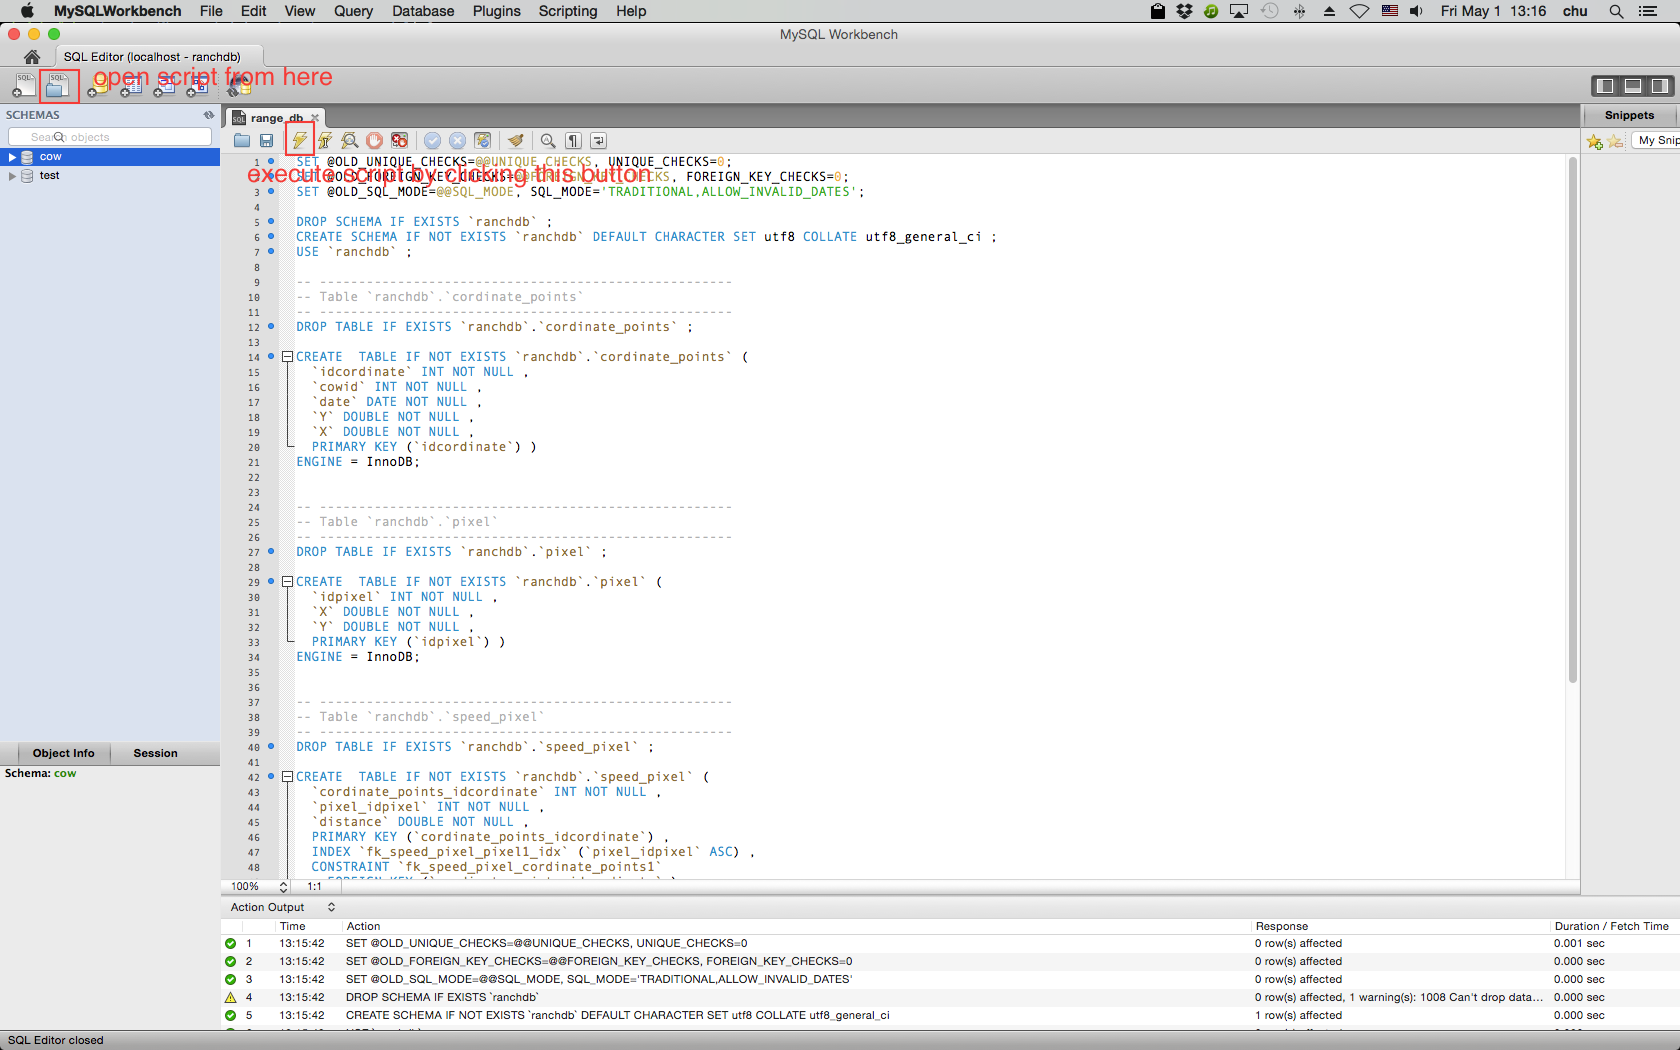 MySQLWorkbench File Edit View Query Database Plugins Scripting Help Fri May 1 13:16 chu
MySQL Workbench
SQL Editor (localhost - ranchdb)
open script from here
SCHEMAS
Search objects
cow
test
range_db
Snippets
My Snip
execute script by clicking this button
1 SET @OLD_UNIQUE_CHECKS=@@UNIQUE_CHECKS, UNIQUE_CHECKS=0;
2 SET @OLD_FOREIGN_KEY_CHECKS=@@FOREIGN_KEY_CHECKS, FOREIGN_KEY_CHECKS=0;
3 SET @OLD_SQL_MODE=@@SQL_MODE, SQL_MODE='TRADITIONAL,ALLOW_INVALID_DATES';
4
5 DROP SCHEMA IF EXISTS `ranchdb` ;
6 CREATE SCHEMA IF NOT EXISTS `ranchdb` DEFAULT CHARACTER SET utf8 COLLATE utf8_general_ci ;
7 USE `ranchdb` ;
8
9 -- -----------------------------------------------------
10 -- Table `ranchdb`.`cordinate_points`
11 -- -----------------------------------------------------
12 DROP TABLE IF EXISTS `ranchdb`.`cordinate_points` ;
13
14 CREATE  TABLE IF NOT EXISTS `ranchdb`.`cordinate_points` (
15 `idcordinate` INT NOT NULL ,
16 `cowid` INT NOT NULL ,
17 `date` DATE NOT NULL ,
18 `Y` DOUBLE NOT NULL ,
19 `X` DOUBLE NOT NULL ,
20 PRIMARY KEY (`idcordinate`) )
21 ENGINE = InnoDB;
22
23
24 -- -----------------------------------------------------
25 -- Table `ranchdb`.`pixel`
26 -- -----------------------------------------------------
27 DROP TABLE IF EXISTS `ranchdb`.`pixel` ;
28
29 CREATE  TABLE IF NOT EXISTS `ranchdb`.`pixel` (
30 `idpixel` INT NOT NULL ,
31 `X` DOUBLE NOT NULL ,
32 `Y` DOUBLE NOT NULL ,
33 PRIMARY KEY (`idpixel`) )
34 ENGINE = InnoDB;
35
36
37 -- -----------------------------------------------------
38 -- Table `ranchdb`.`speed_pixel`
39 -- -----------------------------------------------------
40 DROP TABLE IF EXISTS `ranchdb`.`speed_pixel` ;
41
42 CREATE  TABLE IF NOT EXISTS `ranchdb`.`speed_pixel` (
43 `cordinate_points_idcordinate` INT NOT NULL ,
44 `pixel_idpixel` INT NOT NULL ,
45 `distance` DOUBLE NOT NULL ,
46 PRIMARY KEY (`cordinate_points_idcordinate`) ,
47 INDEX `fk_speed_pixel_pixel1_idx` (`pixel_idpixel` ASC) ,
48 CONSTRAINT `fk_speed_pixel_cordinate_points1`
100% 1:1
Object Info Session
Schema: cow
Action Output
Time Action Response Duration / Fetch Time
1 13:15:42 SET @OLD_UNIQUE_CHECKS=@@UNIQUE_CHECKS, UNIQUE_CHECKS=0 0 row(s) affected 0.001 sec
2 13:15:42 SET @OLD_FOREIGN_KEY_CHECKS=@@FOREIGN_KEY_CHECKS, FOREIGN_KEY_CHECKS=0 0 row(s) affected 0.000 sec
3 13:15:42 SET @OLD_SQL_MODE=@@SQL_MODE, SQL_MODE='TRADITIONAL,ALLOW_INVALID_DATES' 0 row(s) affected 0.000 sec
4 13:15:42 DROP SCHEMA IF EXISTS `ranchdb` 0 row(s) affected, 1 warning(s): 1008 Can't drop data... 0.000 sec
5 13:15:42 CREATE SCHEMA IF NOT EXISTS `ranchdb` DEFAULT CHARACTER SET utf8 COLLATE utf8_general_ci 1 row(s) affected 0.000 sec
SQL Editor closed